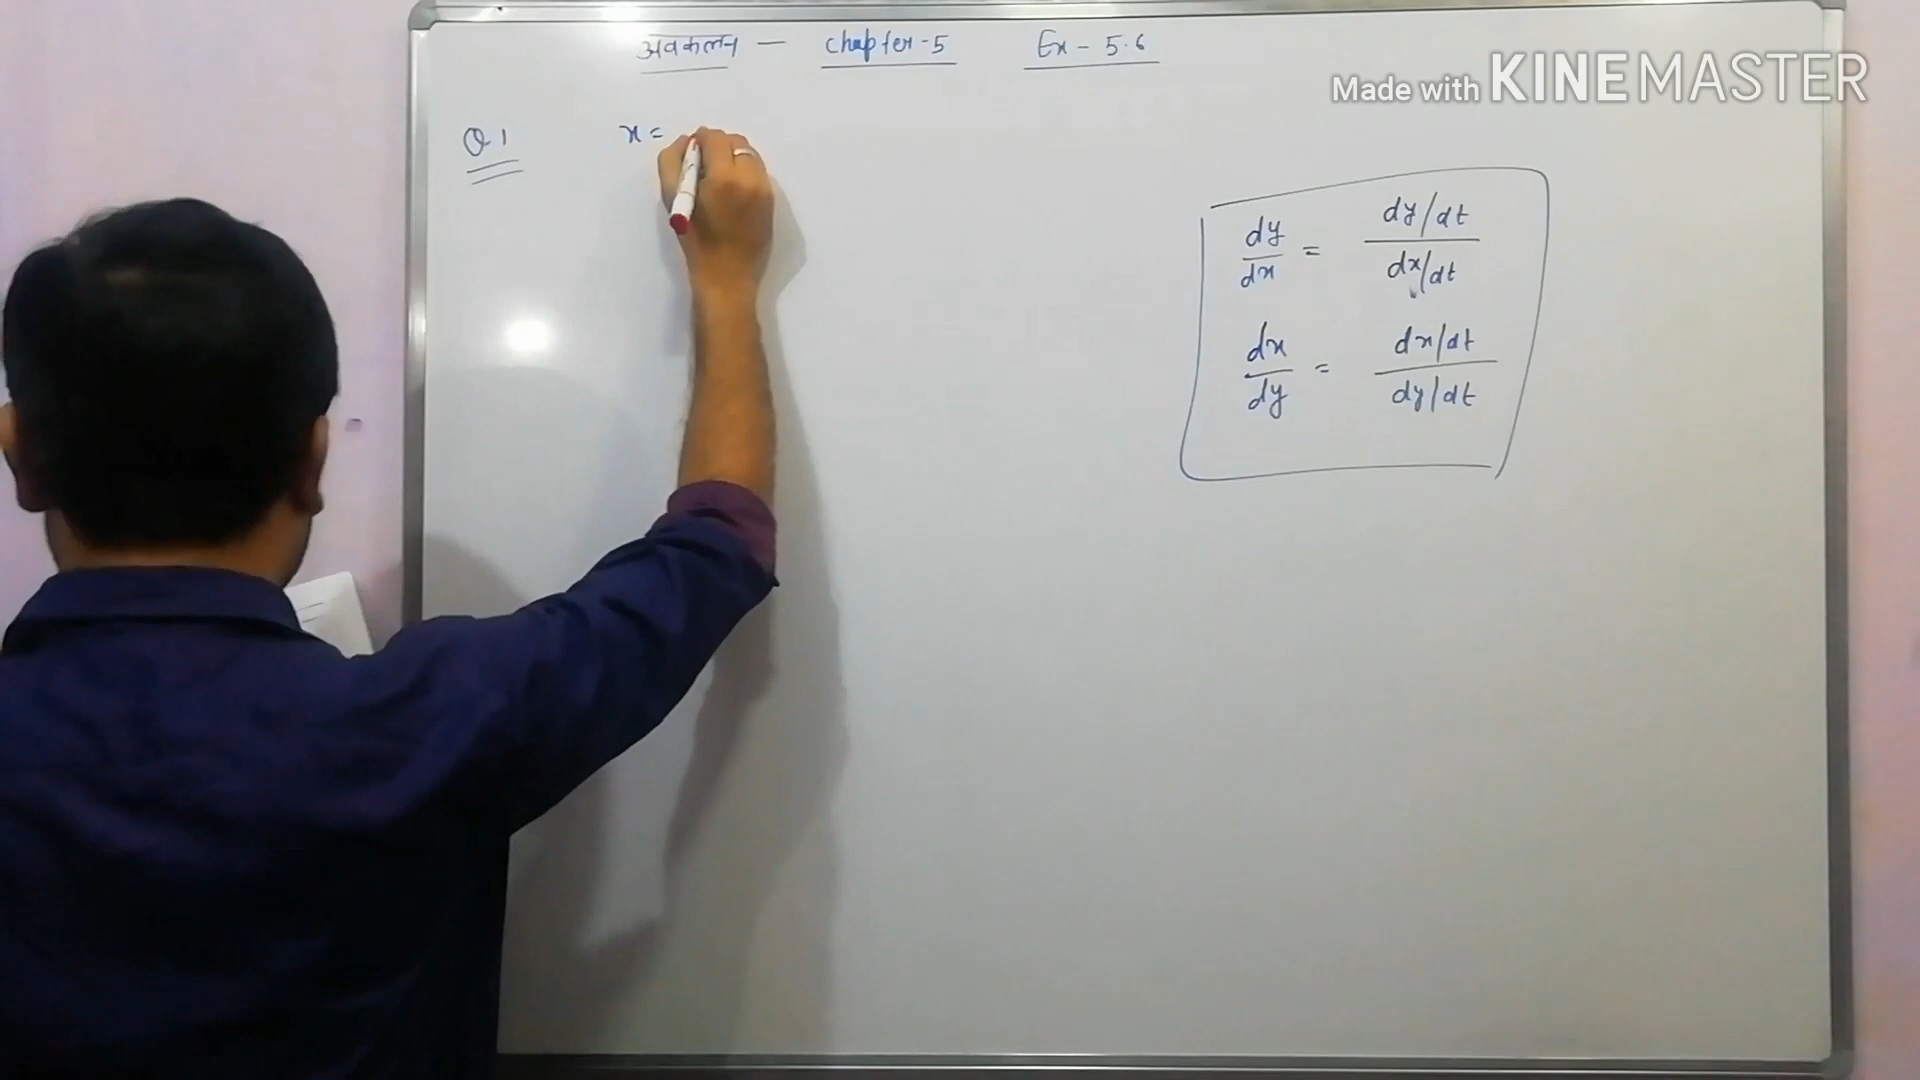 अवकलन — Chapter-5 Ex - 5.6
Made with KINEMASTER
Q.1 x =
dy/dx = dy/dt / dx/dt
dx/dy = dx/dt / dy/dt